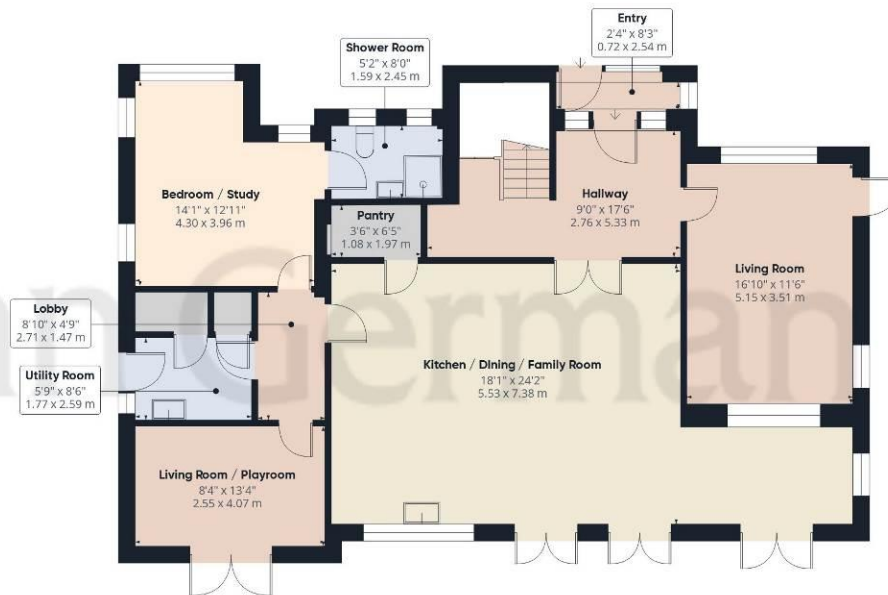 Entry
2'4" x 8'3"
0.72 x 2.54 m
Shower Room
5'2" x 8'0"
1.59 x 2.45 m
Bedroom / Study
14'1" x 12'11"
4.30 x 3.96 m
Hallway
9'0" x 17'6"
2.76 x 5.33 m
Pantry
3'6" x 6'5"
1.08 x 1.97 m
Living Room
16'10" x 11'6"
5.15 x 3.51 m
Lobby
8'10" x 4'9"
2.71 x 1.47 m
Kitchen / Dining / Family Room
18'1" x 24'2"
5.53 x 7.38 m
Utility Room
5'9" x 8'6"
1.77 x 2.59 m
Living Room / Playroom
8'4" x 13'4"
2.55 x 4.07 m
n German